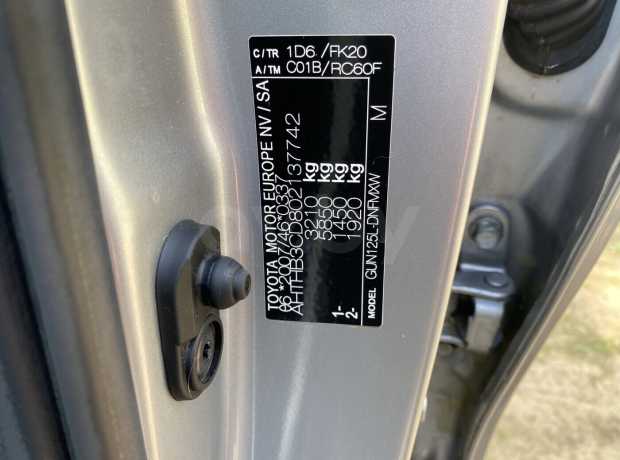 TOYOTA MOTOR EUROPE NV / SA
e6 *2007/46*0337
AHTHB3CD802137742
3210 kg
5850 kg
1- 1450 kg
2- 1920 kg
MODEL GUN125L-DNFMXW M
C/TR 1D6 /FK20
A/TM C01B/RC60F